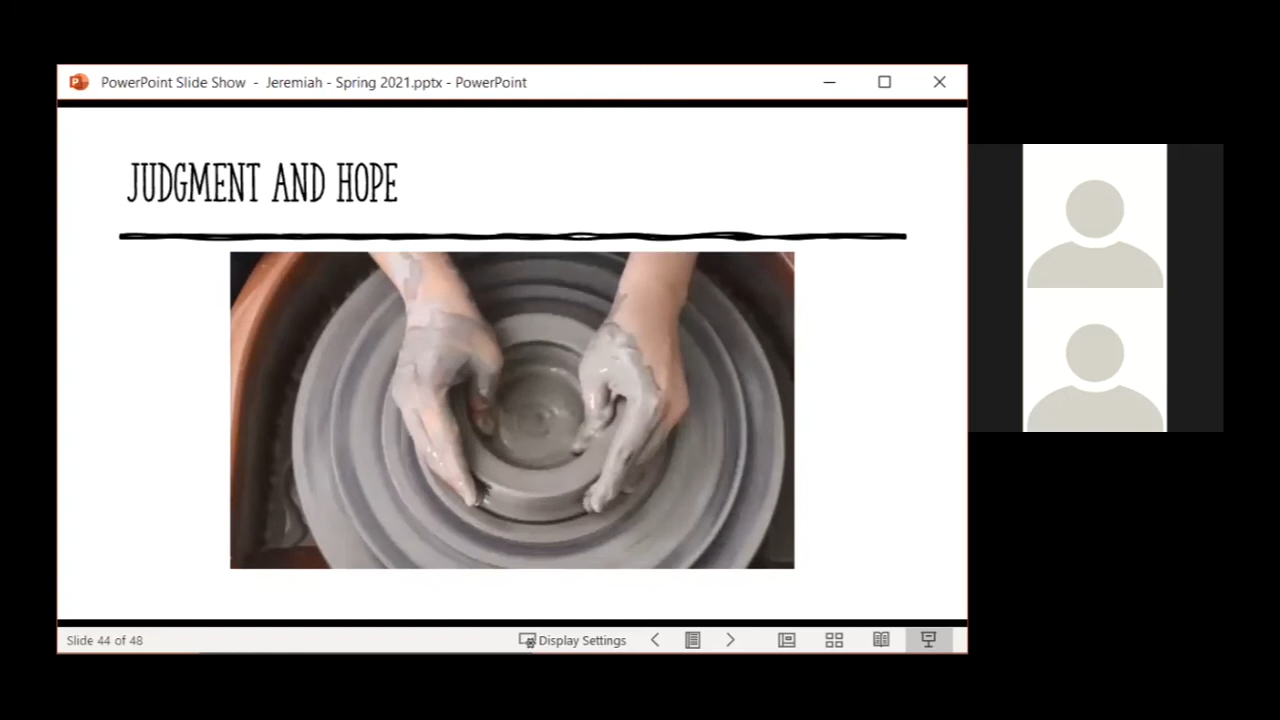 PowerPoint Slide Show - Jeremiah - Spring 2021.pptx - PowerPoint
JUDGMENT AND HOPE
Slide 44 of 48
Display Settings